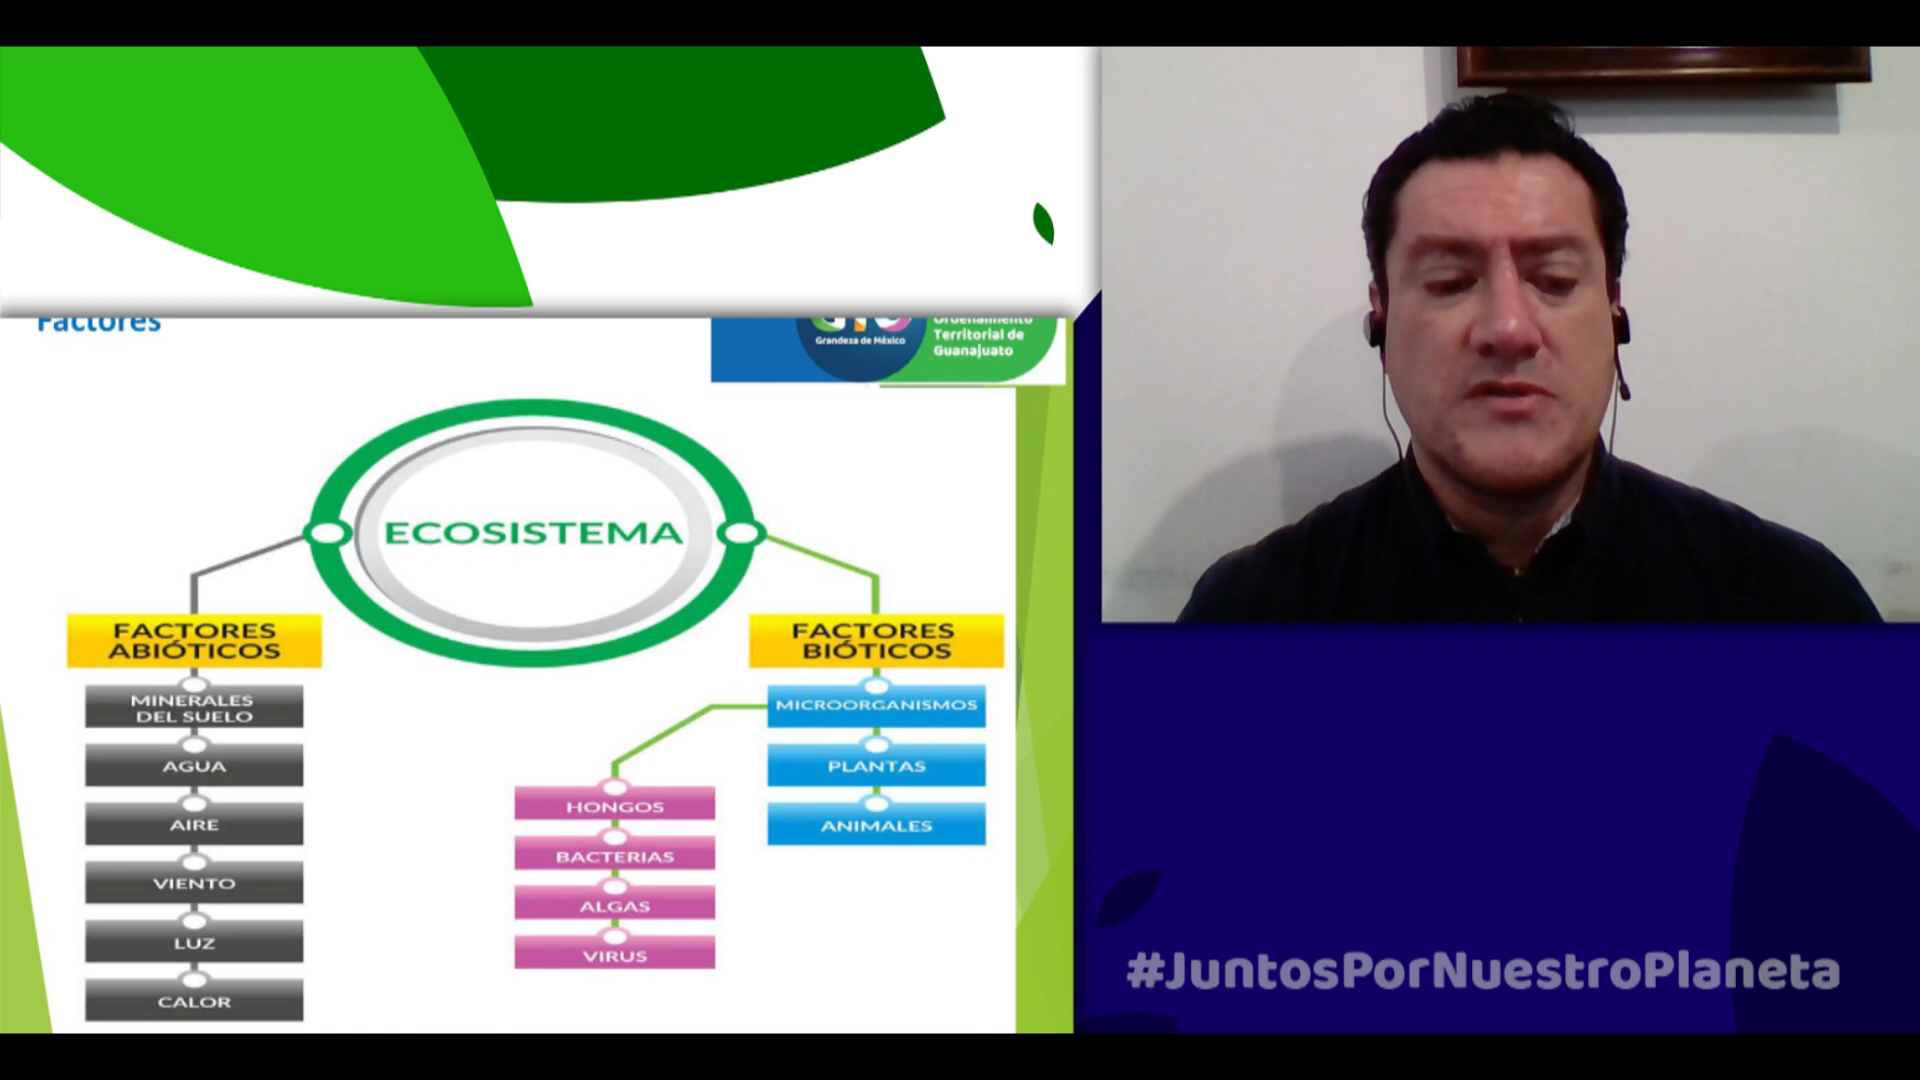 Factores
Grandeza de México
Ordenamiento
Territorial de
Guanajuato
ECOSISTEMA
FACTORES
ABIÓTICOS
MINERALES
DEL SUELO
AGUA
AIRE
VIENTO
LUZ
CALOR
FACTORES
BIÓTICOS
MICROORGANISMOS
PLANTAS
ANIMALES
HONGOS
BACTERIAS
ALGAS
VIRUS
#JuntosPorNuestroPlaneta